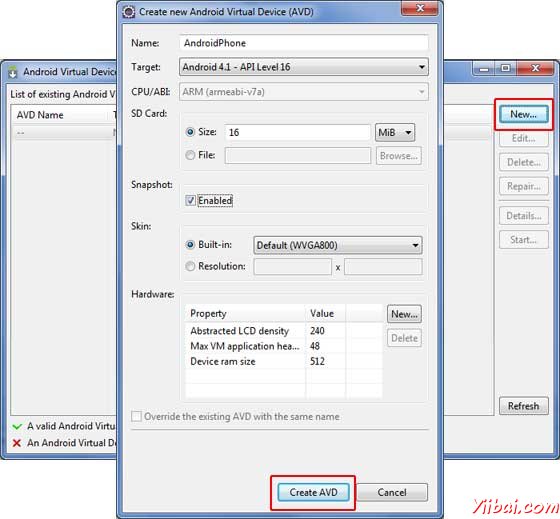 Create new Android Virtual Device (AVD)
Name: AndroidPhone
Target: Android 4.1 - API Level 16
CPU/ABI: ARM (armeabi-v7a)
SD Card:
Size: 16 MiB
File: Browse...
Snapshot:
Enabled
Skin:
Built-in: Default (WVGA800)
Resolution: x
Hardware:
Property Value New...
Abstracted LCD density 240
Max VM application hea... 48
Device ram size 512
Delete
Override the existing AVD with the same name
Create AVD Cancel
Android Virtual Device
List of existing Android V
AVD Name T
--
New...
Edit...
Delete...
Repair...
Details...
Start...
Refresh
A valid Android Virtu
An Android Virtual De
Yiibai.com